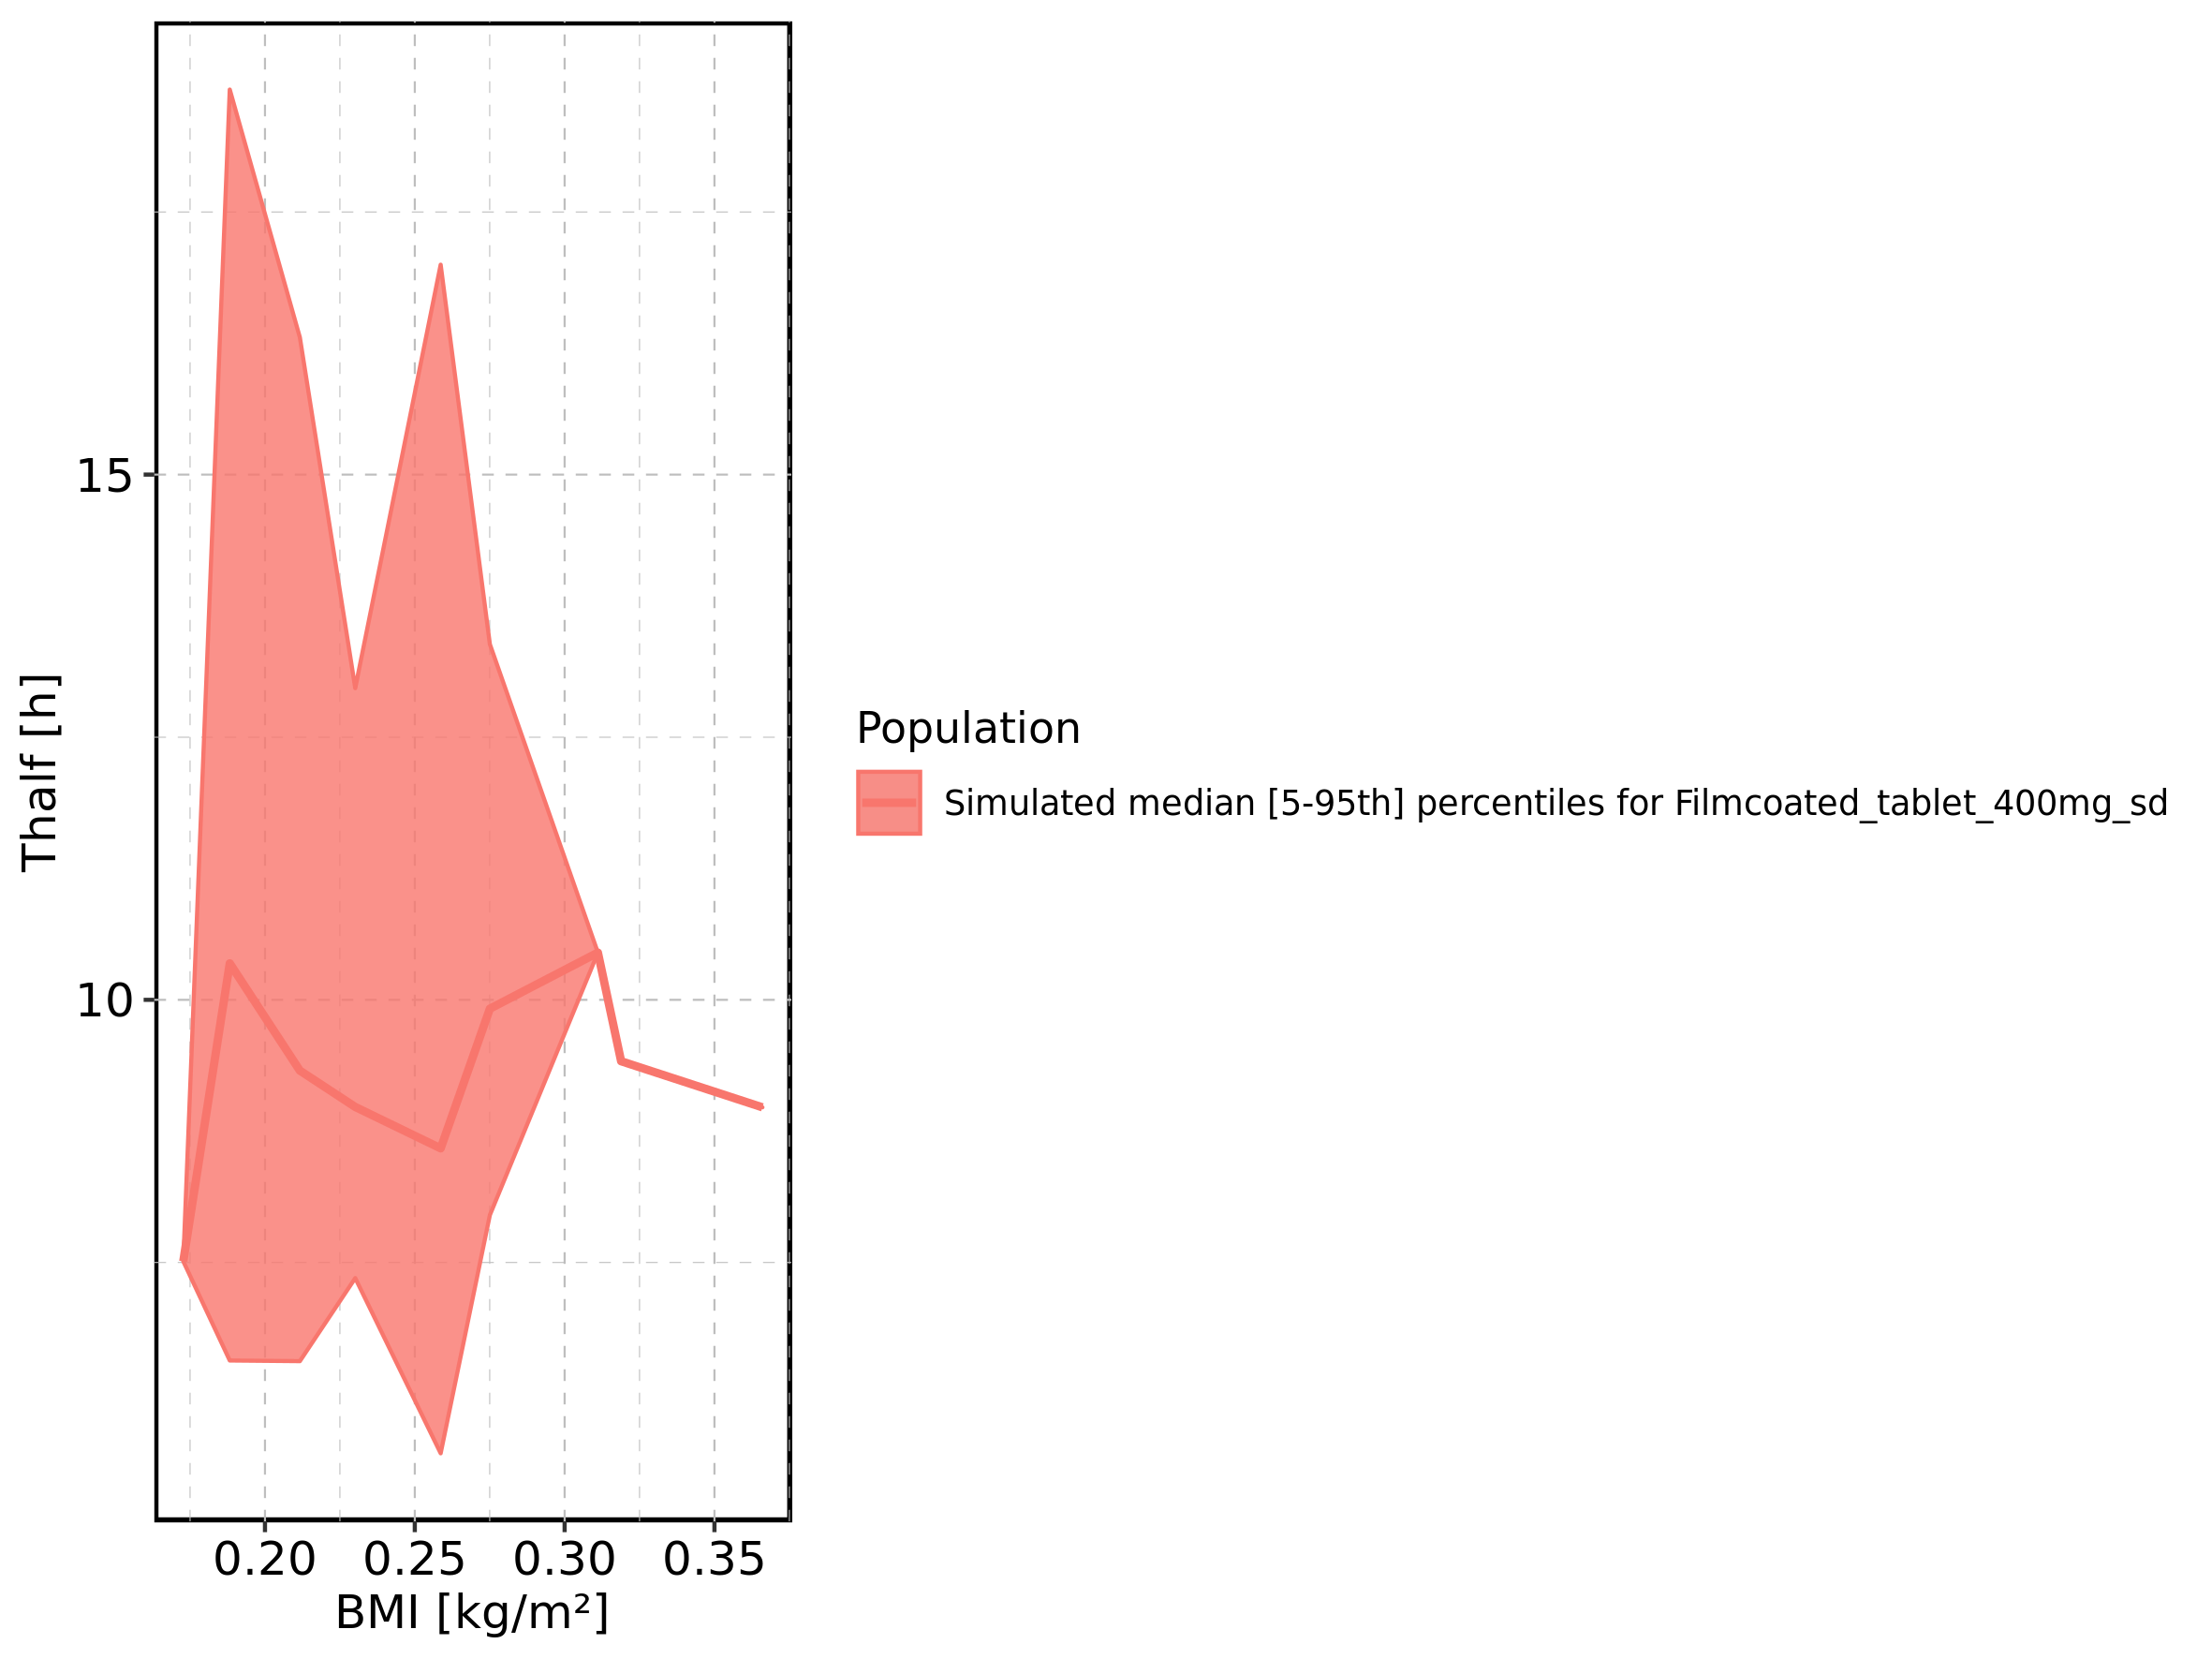 Thalf [h]
15
10
0.20 0.25 0.30 0.35
BMI [kg/m²]
Population
Simulated median [5-95th] percentiles for Filmcoated_tablet_400mg_sd